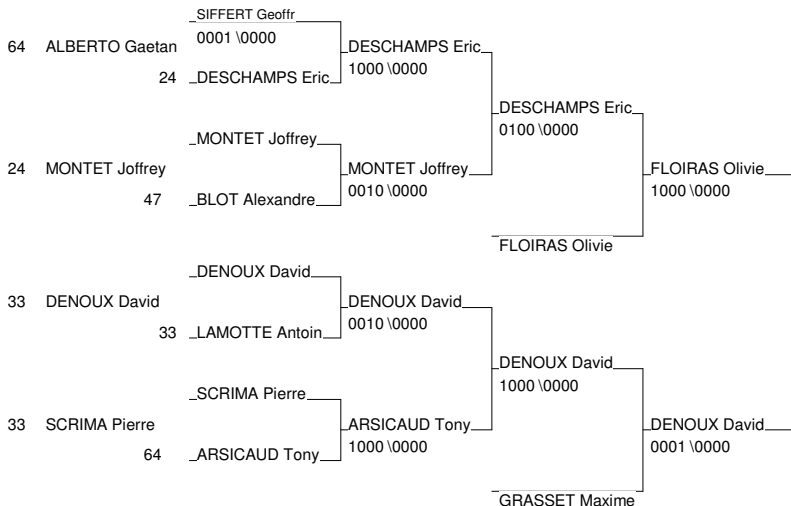 SIFFERT Geoffr
0001 \0000
64 ALBERTO Gaetan
DESCHAMPS Eric
1000 \0000
24 DESCHAMPS Eric
DESCHAMPS Eric
0100 \0000
MONTET Joffrey
24 MONTET Joffrey
MONTET Joffrey
0010 \0000
FLOIRAS Olivie
1000 \0000
47 BLOT Alexandre
FLOIRAS Olivie
DENOUX David
33 DENOUX David
DENOUX David
0010 \0000
33 LAMOTTE Antoin
DENOUX David
1000 \0000
SCRIMA Pierre
33 SCRIMA Pierre
ARSICAUD Tony
1000 \0000
DENOUX David
0001 \0000
64 ARSICAUD Tony
GRASSET Maxime